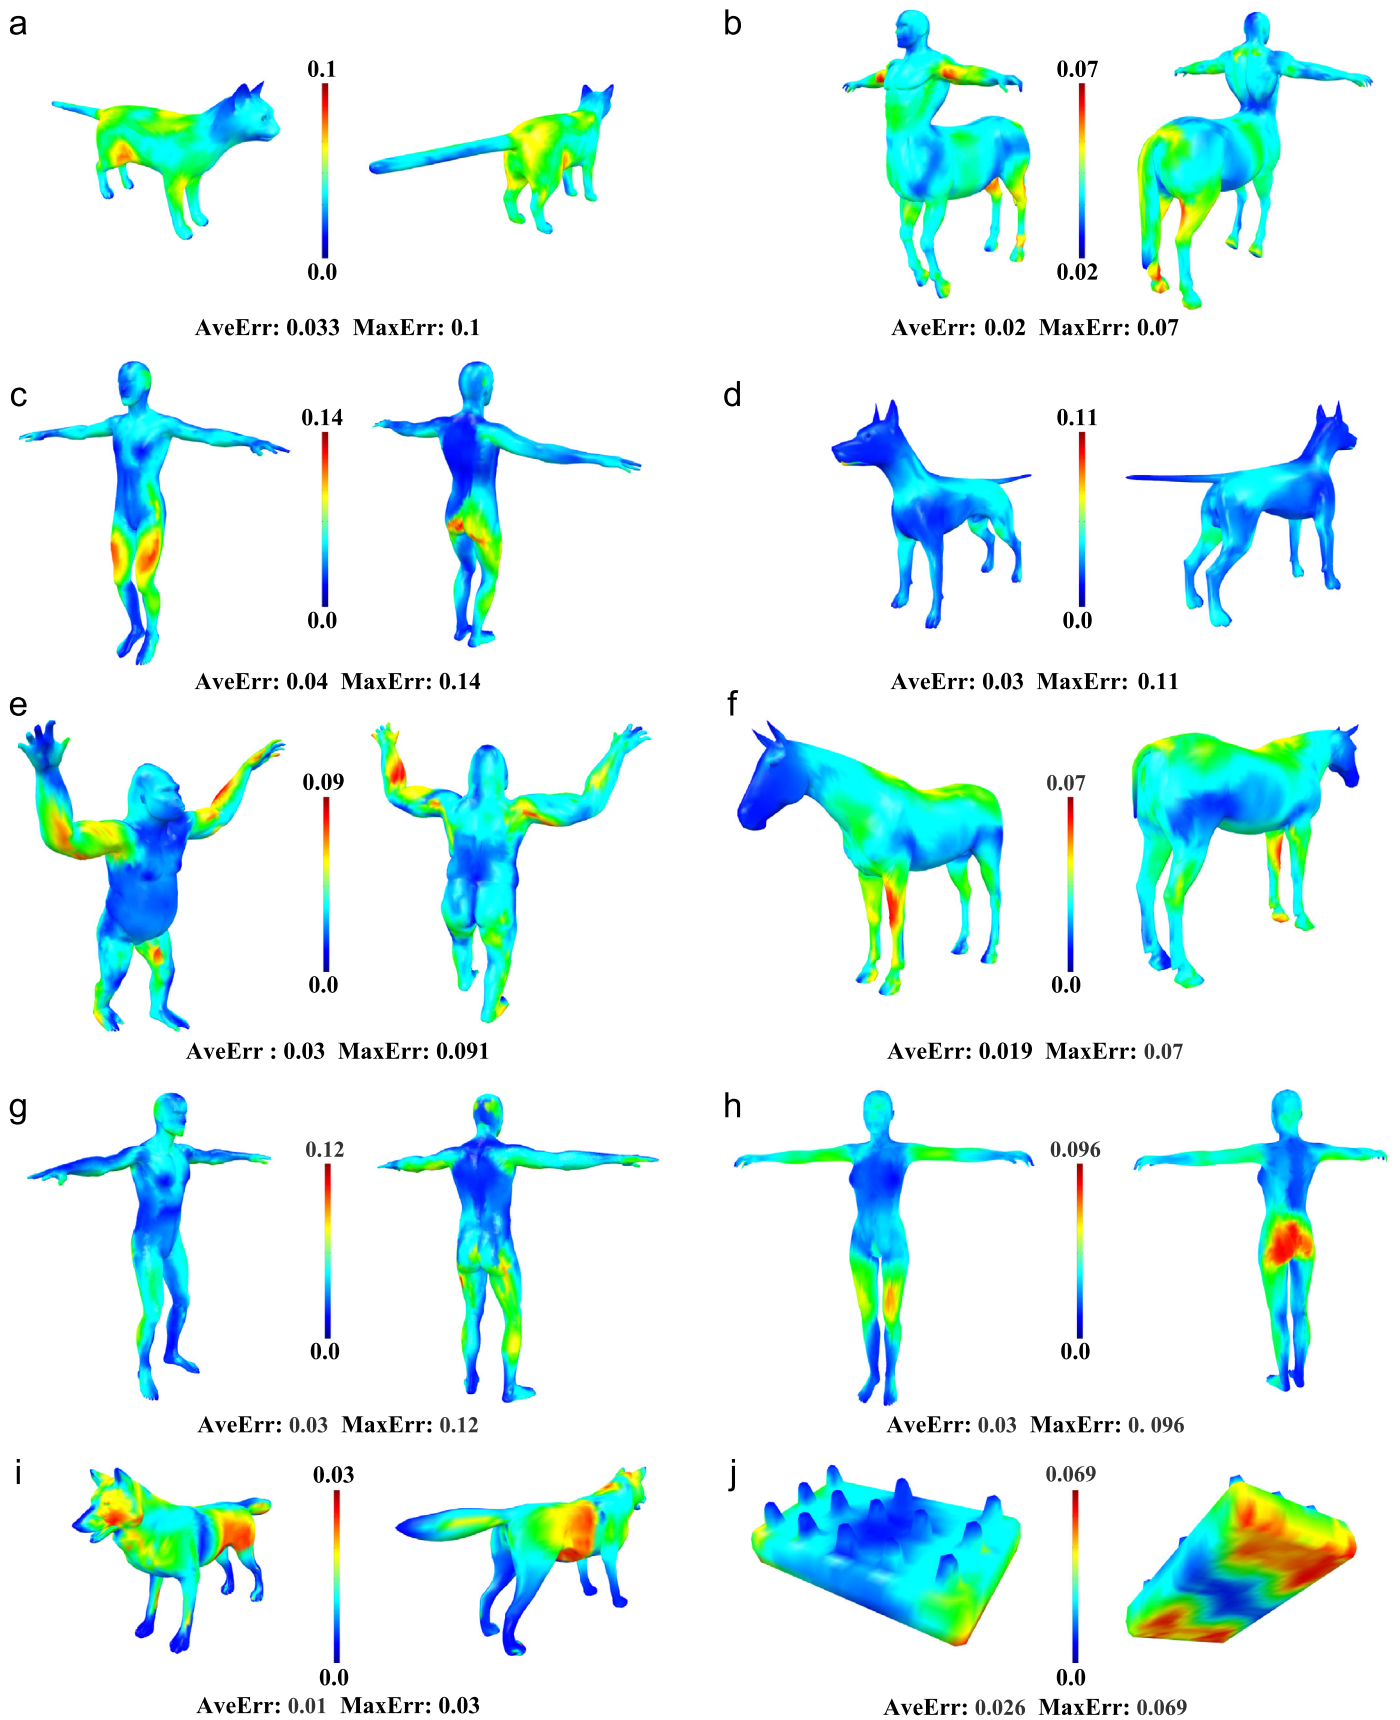 a
0.1
0.0
AveErr: 0.033 MaxErr: 0.1
b
0.07
0.02
AveErr: 0.02 MaxErr: 0.07
c
0.14
0.0
AveErr: 0.04 MaxErr: 0.14
d
0.11
0.0
AveErr: 0.03 MaxErr: 0.11
e
0.09
0.0
AveErr : 0.03 MaxErr: 0.091
f
0.07
0.0
AveErr: 0.019 MaxErr: 0.07
g
0.12
0.0
AveErr: 0.03 MaxErr: 0.12
h
0.096
0.0
AveErr: 0.03 MaxErr: 0. 096
i
0.03
0.0
AveErr: 0.01 MaxErr: 0.03
j
0.069
0.0
AveErr: 0.026 MaxErr: 0.069